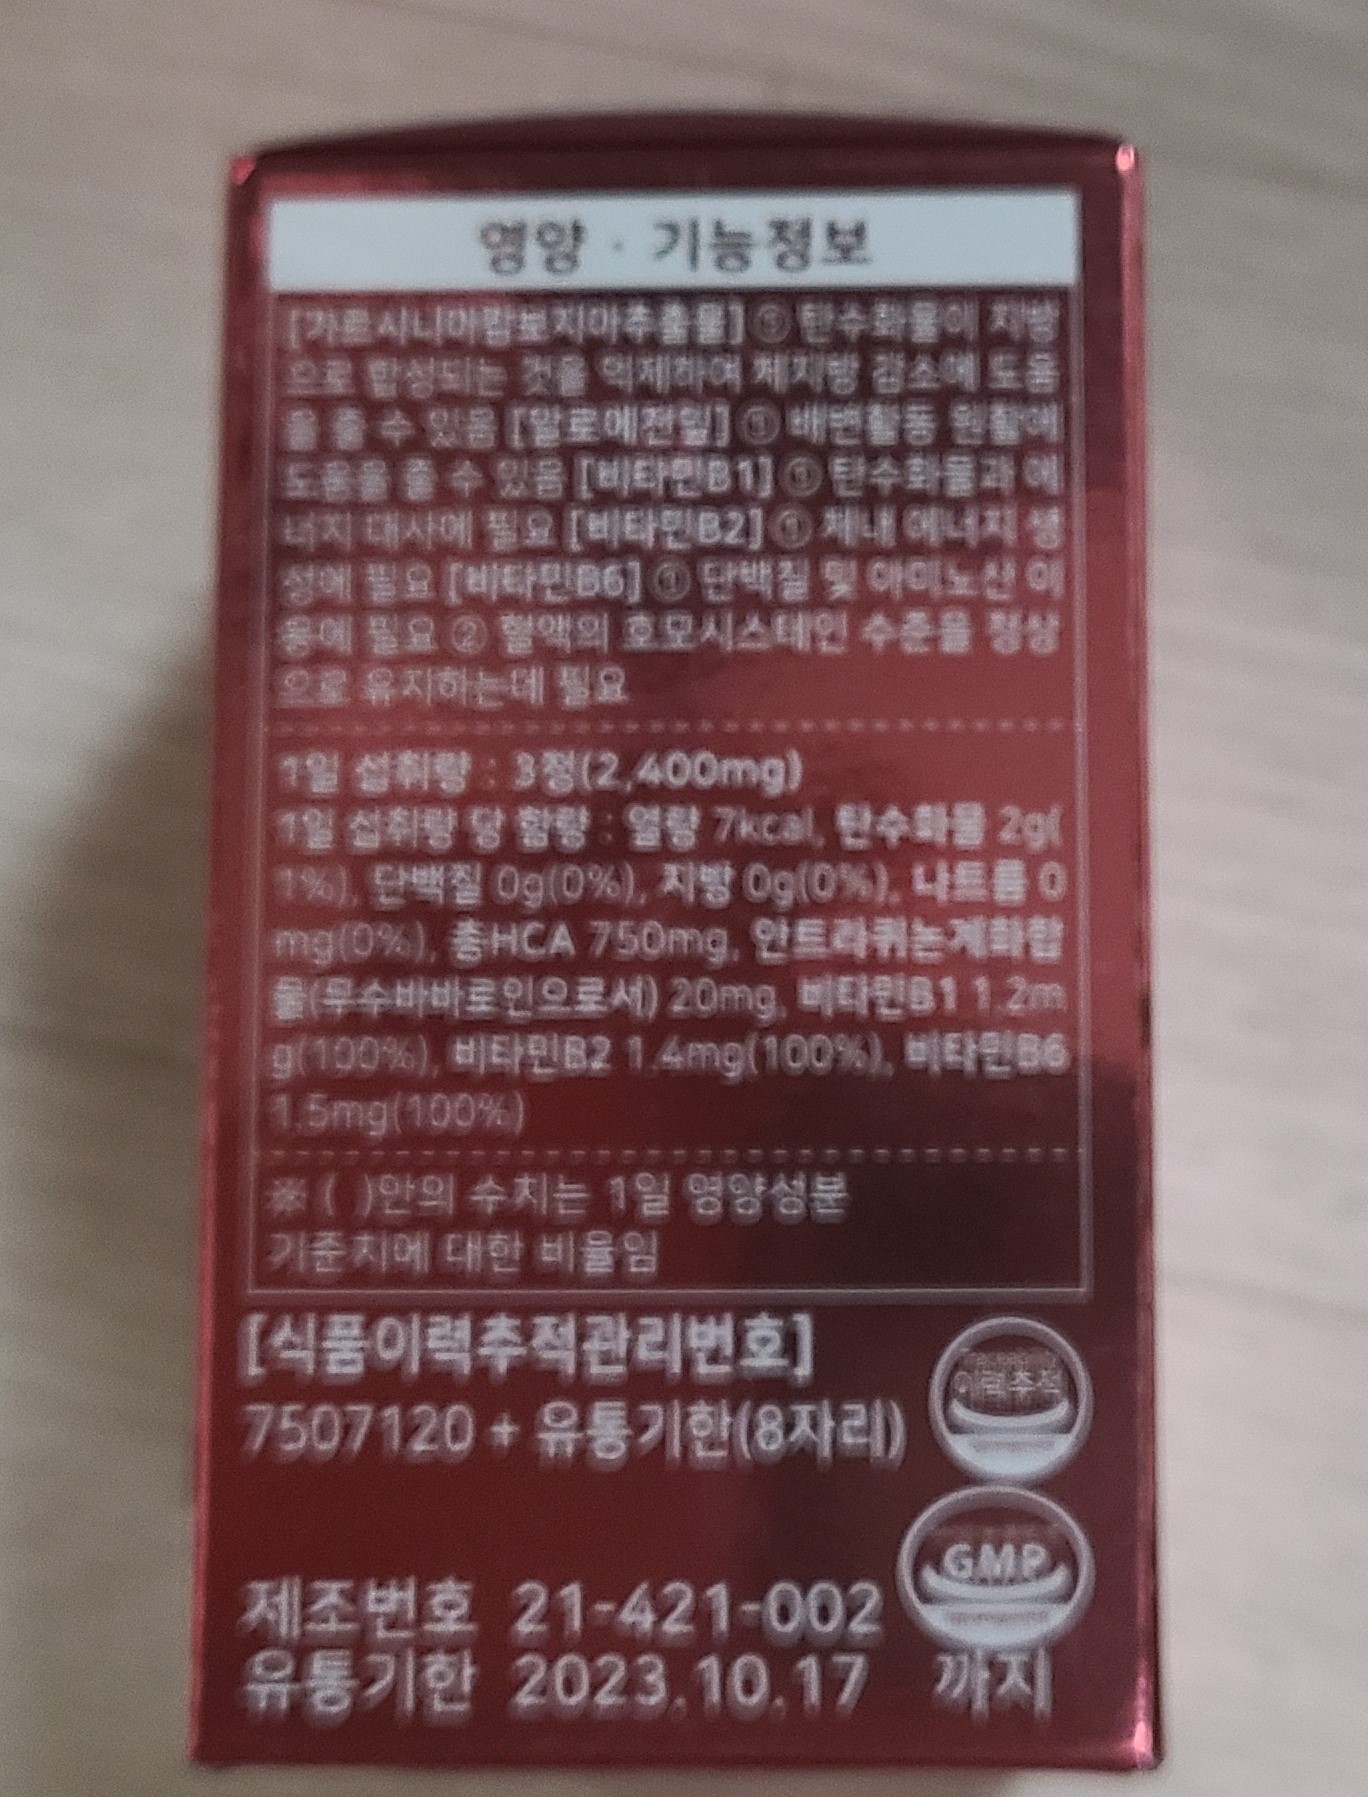 영양 · 기능정보
[가르시니아캄보지아추출물] ① 탄수화물이 지방
으로 합성되는 것을 억제하여 체지방 감소에 도움
을 줄 수 있음 [알로에전잎] ① 배변활동 원활에
도움을 줄 수 있음 [비타민B1] ① 탄수화물과 에
너지 대사에 필요 [비타민B2] ① 체내 에너지 생
성에 필요 [비타민B6] ① 단백질 및 아미노산 이
용에 필요 ② 혈액의 호모시스테인 수준을 정상
으로 유지하는데 필요
1일 섭취량 : 3정(2,400mg)
1일 섭취량 당 함량 : 열량 7kcal, 탄수화물 2g(
1%), 단백질 0g(0%), 지방 0g(0%), 나트륨 0
mg(0%), 총HCA 750mg, 안트라퀴논계화합
물(무수바바로인으로서) 20mg, 비타민B1 1.2m
g(100%), 비타민B2 1.4mg(100%), 비타민B6
1.5mg(100%)
※ ( )안의 수치는 1일 영양성분
기준치에 대한 비율임
[식품이력추적관리번호]
7507120 + 유통기한(8자리)
이력추적
GMP
제조번호 21-421-002
유통기한 2023.10.17 까지